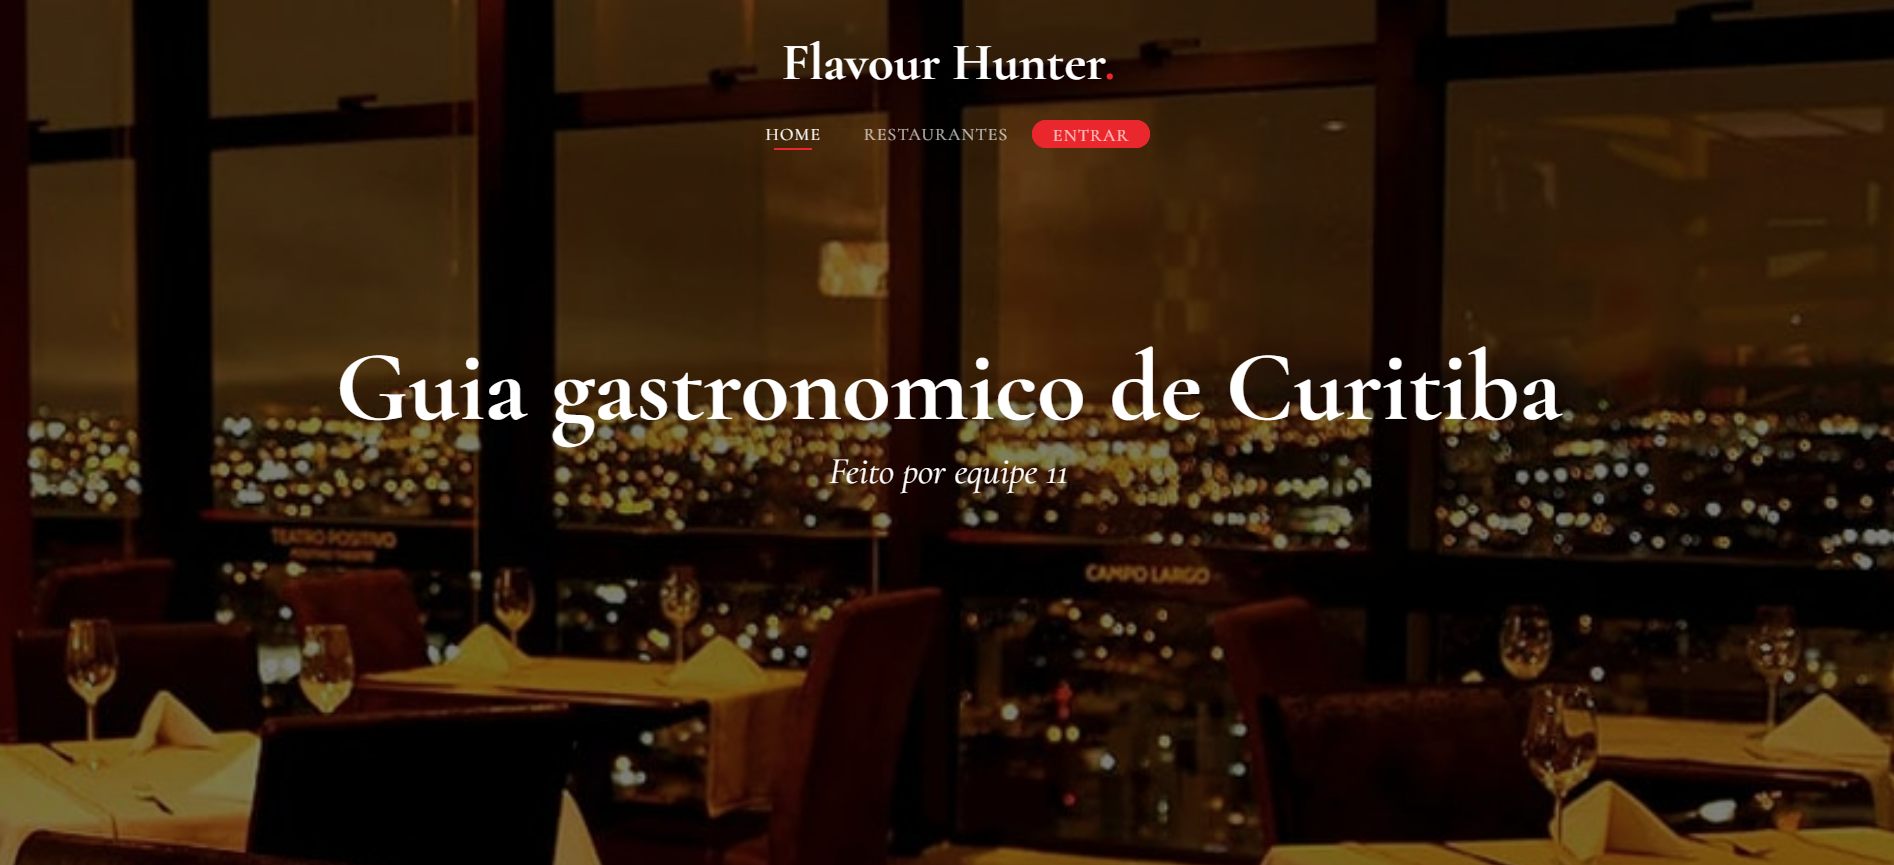 Flavour Hunter.
HOME RESTAURANTES ENTRAR
Guia gastronomico de Curitiba
Feito por equipe 11
TEATRO POSITIVO
CAMPO LARGO